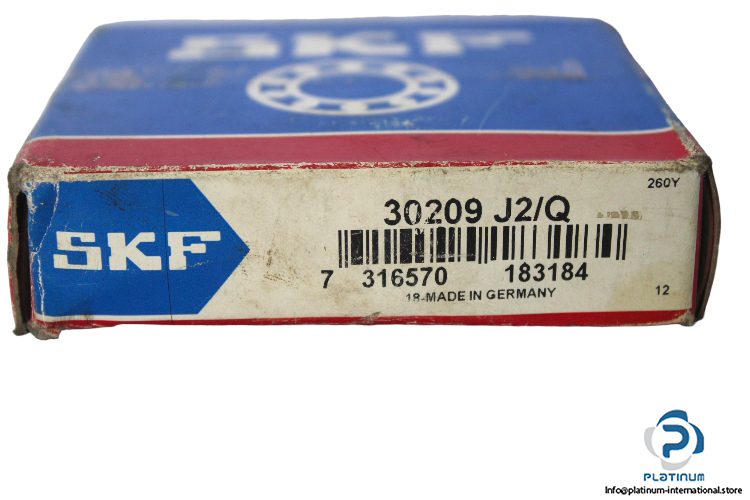 SKF
SKF
260Y
30209 J2/Q
7 316570 183184
18-MADE IN GERMANY
12
PLATINUM
Info@platinum-international.store